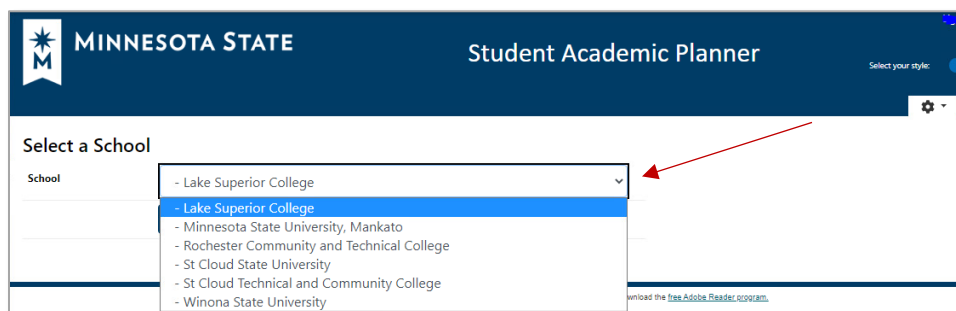 MINNESOTA STATE
M
Student Academic Planner
Select your style:
Select a School
School
- Lake Superior College
- Lake Superior College
- Minnesota State University, Mankato
- Rochester Community and Technical College
- St Cloud State University
- St Cloud Technical and Community College
- Winona State University
download the free Adobe Reader program.